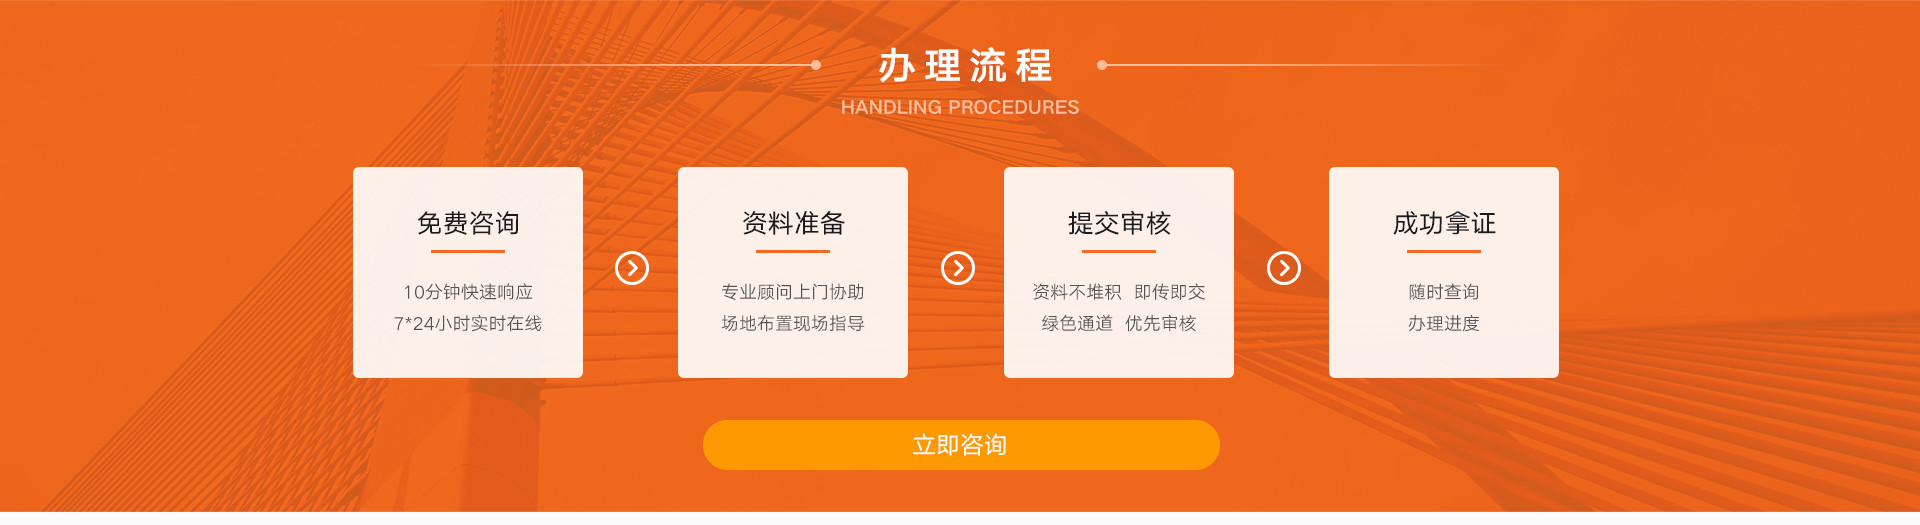 办理流程
HANDLING PROCEDURES
免费咨询
10分钟快速响应
7*24小时实时在线
资料准备
专业顾问上门协助
场地布置现场指导
提交审核
资料不堆积 即传即交
绿色通道 优先审核
成功拿证
随时查询
办理进度
立即咨询